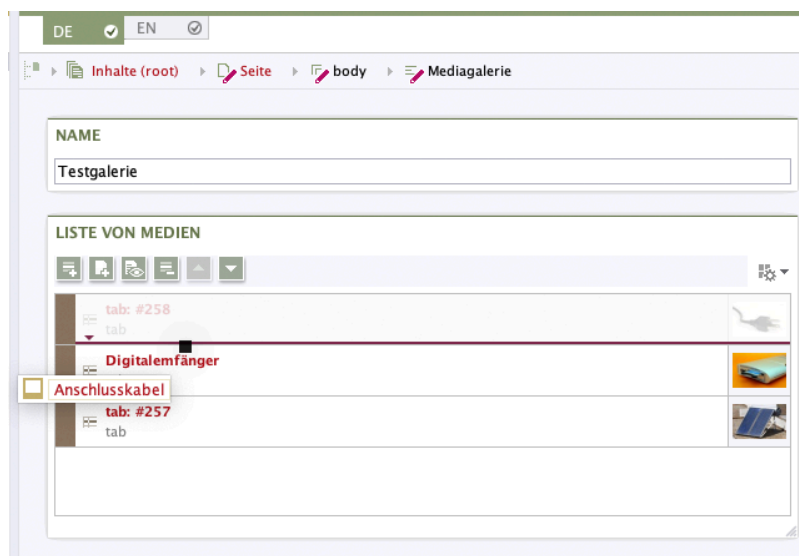 DE
EN
Inhalte (root)
Seite
body
Mediagalerie
NAME
Testgalerie
LISTE VON MEDIEN
tab: #258
tab
Digitalemfänger
Anschlusskabel
tab: #257
tab